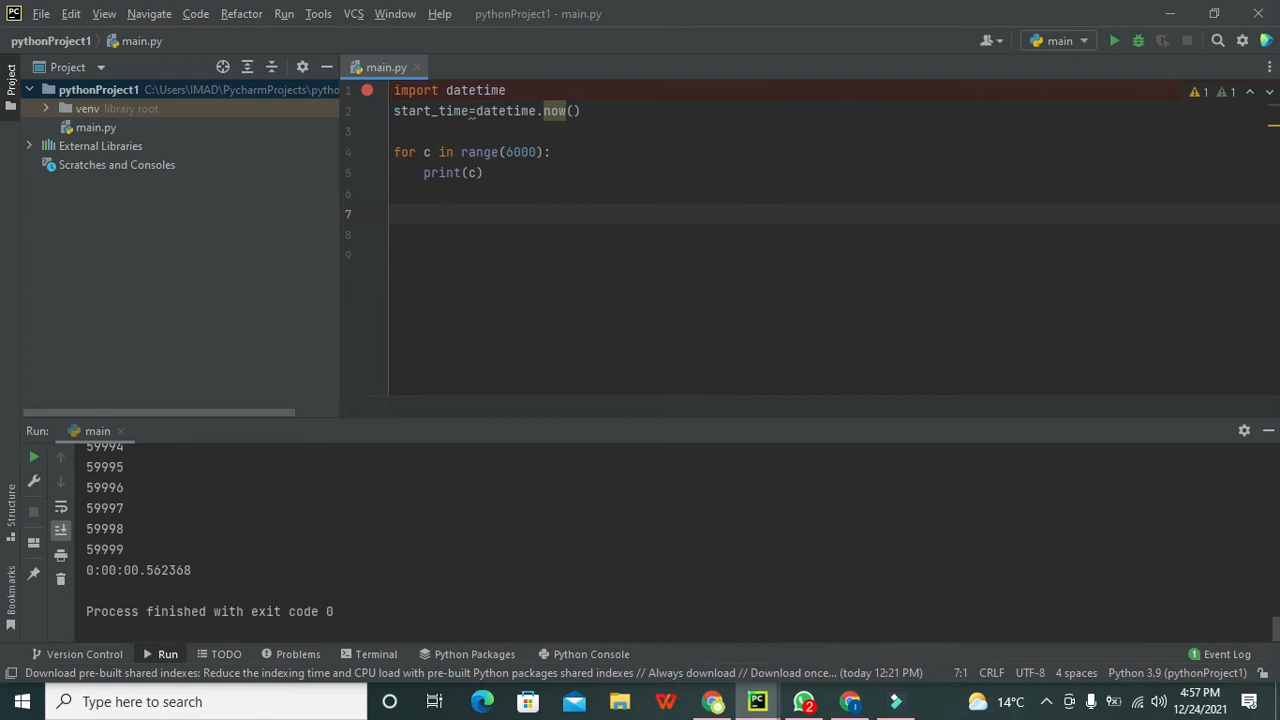 PC File Edit View Navigate Code Refactor Run Tools VCS Window Help pythonProject1 - main.py
pythonProject1 main.py main
Project Project main.py
pythonProject1 C:\Users\IMAD\PycharmProjects\pytho
venv library root
main.py
External Libraries
Scratches and Consoles
1 import datetime
2 start_time=datetime.now()
3
4 for c in range(6000):
5 print(c)
6
7
8
9
1 1
Run: main
59994
59995
59996
59997
59998
59999
0:00:00.562368
Process finished with exit code 0
Structure
Bookmarks
Version Control Run TODO Problems Terminal Python Packages Python Console 1 Event Log
Download pre-built shared indexes: Reduce the indexing time and CPU load with pre-built Python packages shared indexes // Always download // Download once... (today 12:21 PM) 7:1 CRLF UTF-8 4 spaces Python 3.9 (pythonProject1)
Type here to search PC 2 14°C 4:57 PM
12/24/2021